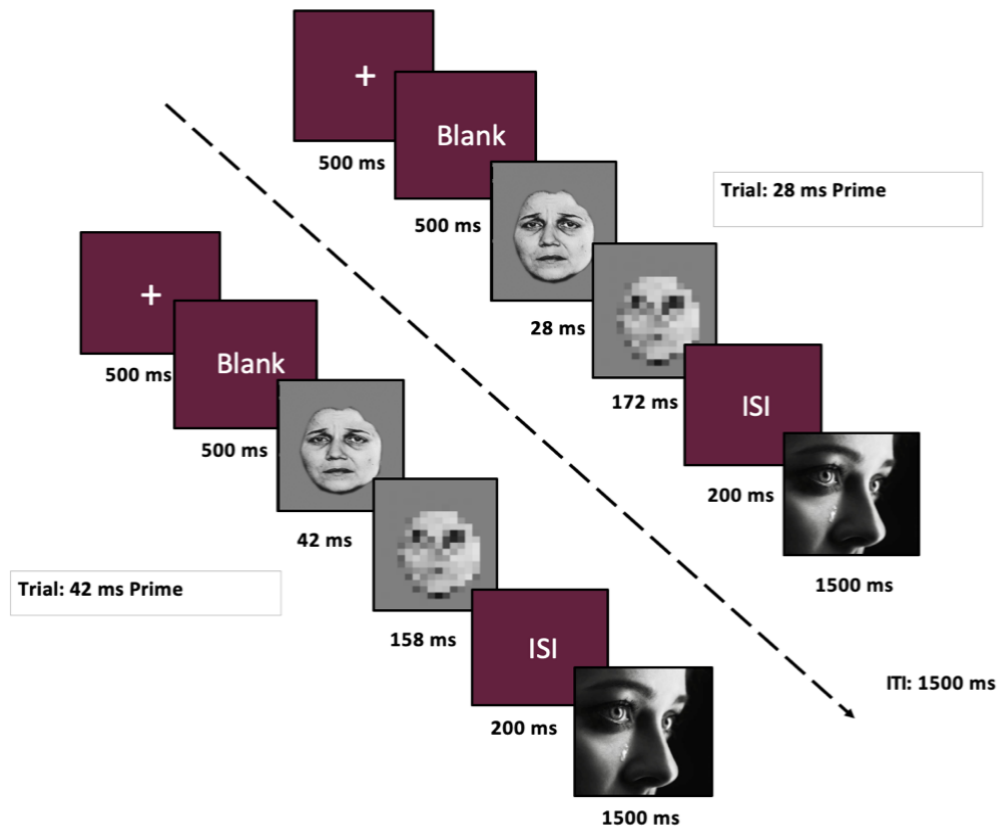 +
Blank
500 ms
500 ms
Trial: 28 ms Prime
28 ms
172 ms
ISI
200 ms
1500 ms
+
Blank
500 ms
500 ms
42 ms
Trial: 42 ms Prime
158 ms
ISI
200 ms
1500 ms
ITI: 1500 ms